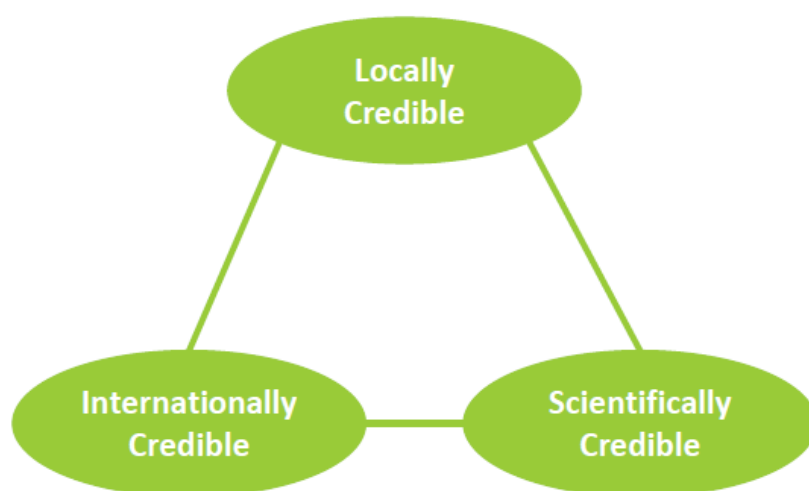 Locally
Credible
Internationally
Credible
Scientifically
Credible